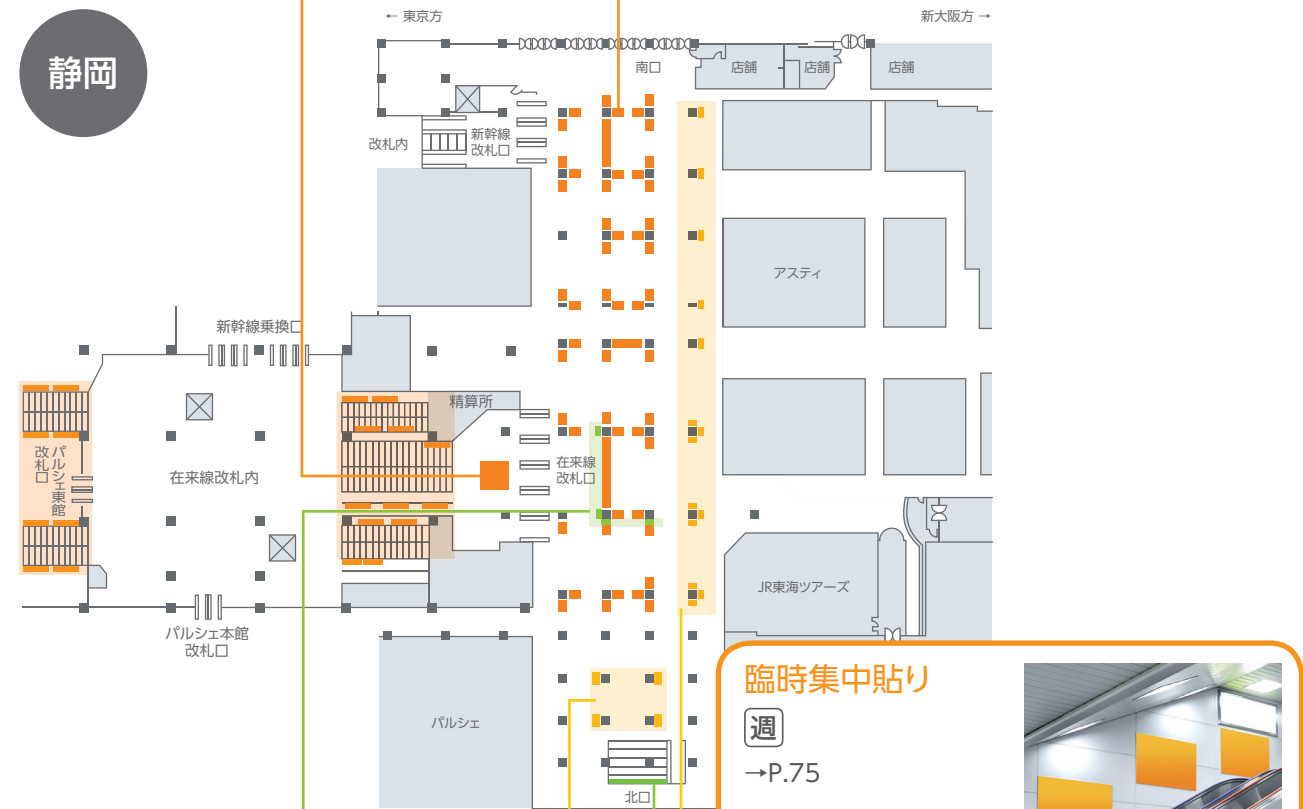 ← 東京方
新大阪方 →
静岡
南口
店舗
店舗
店舗
改札内
新幹線
改札口
アスティ
新幹線乗換口
精算所
パルシェ東館
改札口
在来線改札内
在来線
改札口
JR東海ツアーズ
パルシェ本館
改札口
パルシェ
北口
臨時集中貼り
週
→P.75